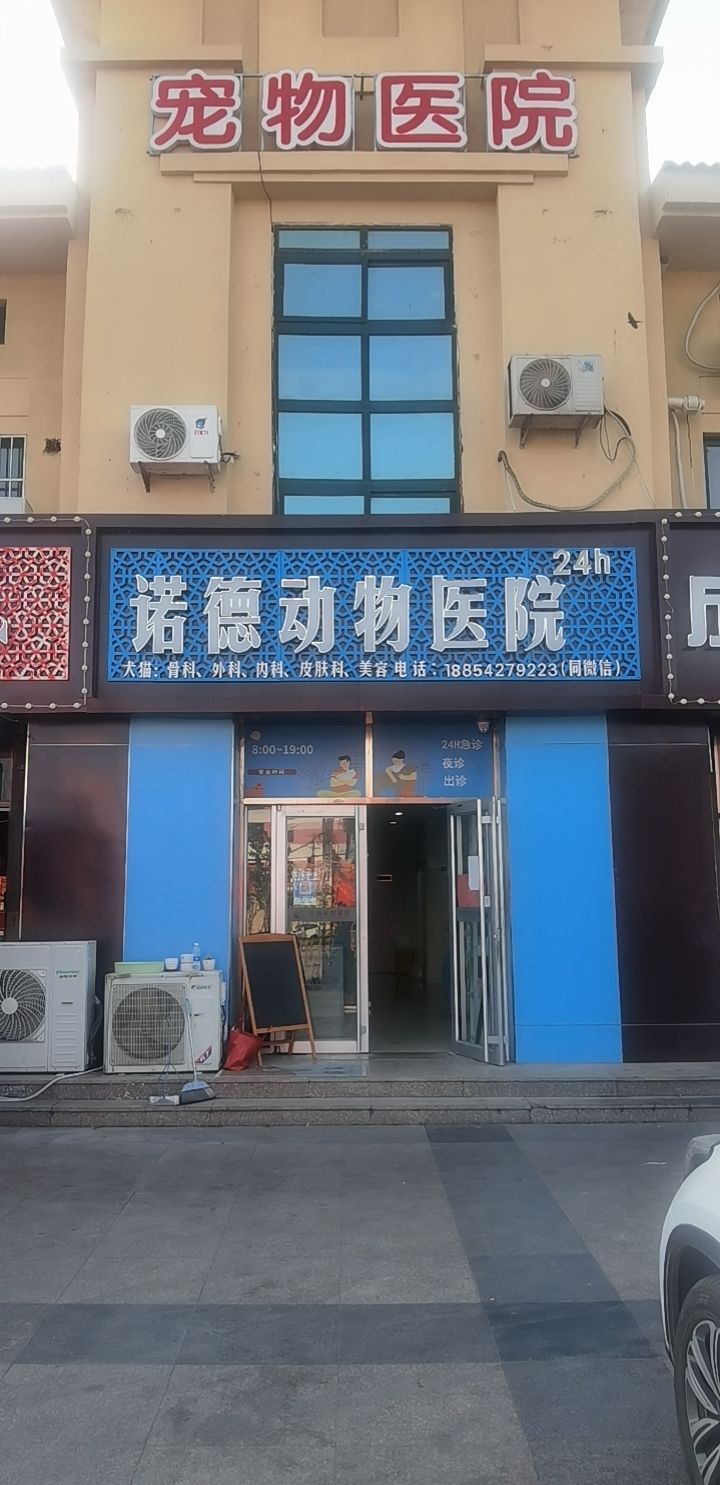 宠物医院
24h
诺德动物医院
犬猫：骨科、外科、内科、皮肤科、美容 电话：18854279223(同微信)
8:00~19:00
营业时间
24H急诊
夜诊
出诊
Hisense
GREE